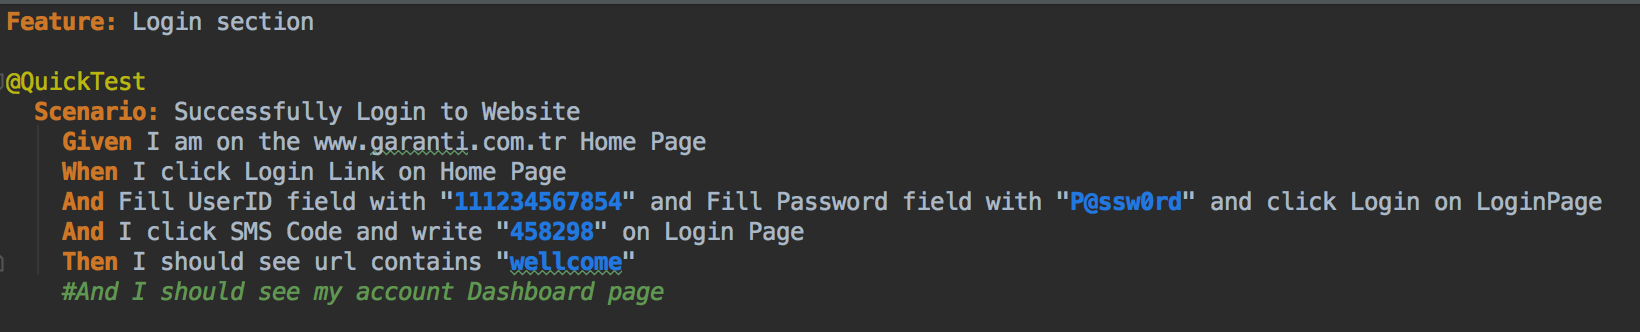 Feature: Login section
@QuickTest
Scenario: Successfully Login to Website
Given I am on the www.garanti.com.tr Home Page
When I click Login Link on Home Page
And Fill UserID field with "111234567854" and Fill Password field with "P@ssw0rd" and click Login on LoginPage
And I click SMS Code and write "458298" on Login Page
Then I should see url contains "wellcome"
#And I should see my account Dashboard page